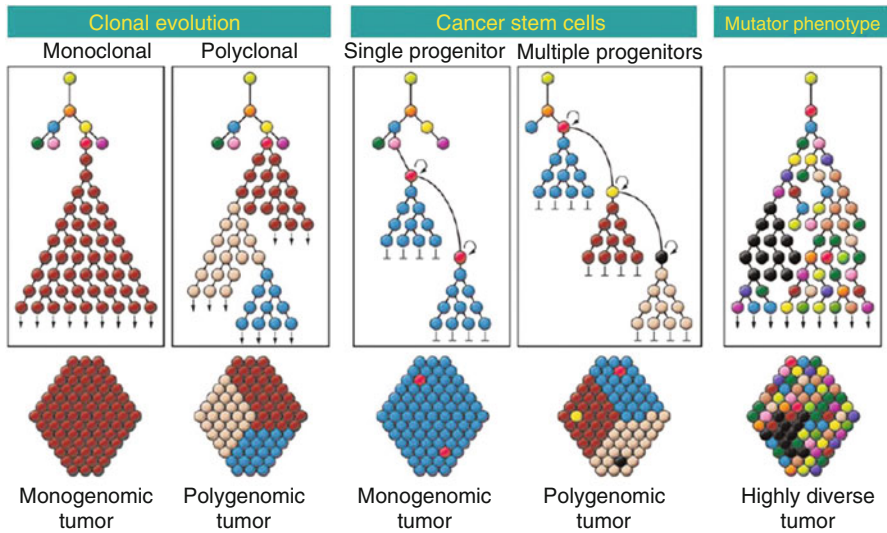 Clonal evolution
Cancer stem cells
Mutator phenotype
Monoclonal
Polyclonal
Single progenitor
Multiple progenitors
Monogenomic
tumor
Polygenomic
tumor
Monogenomic
tumor
Polygenomic
tumor
Highly diverse
tumor